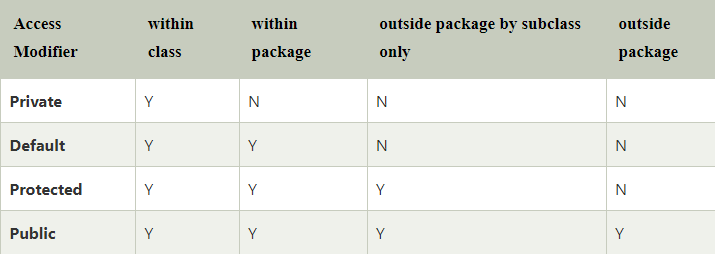 Access Modifier within class within package outside package by subclass only outside package
Private Y N N N
Default Y Y N N
Protected Y Y Y N
Public Y Y Y Y